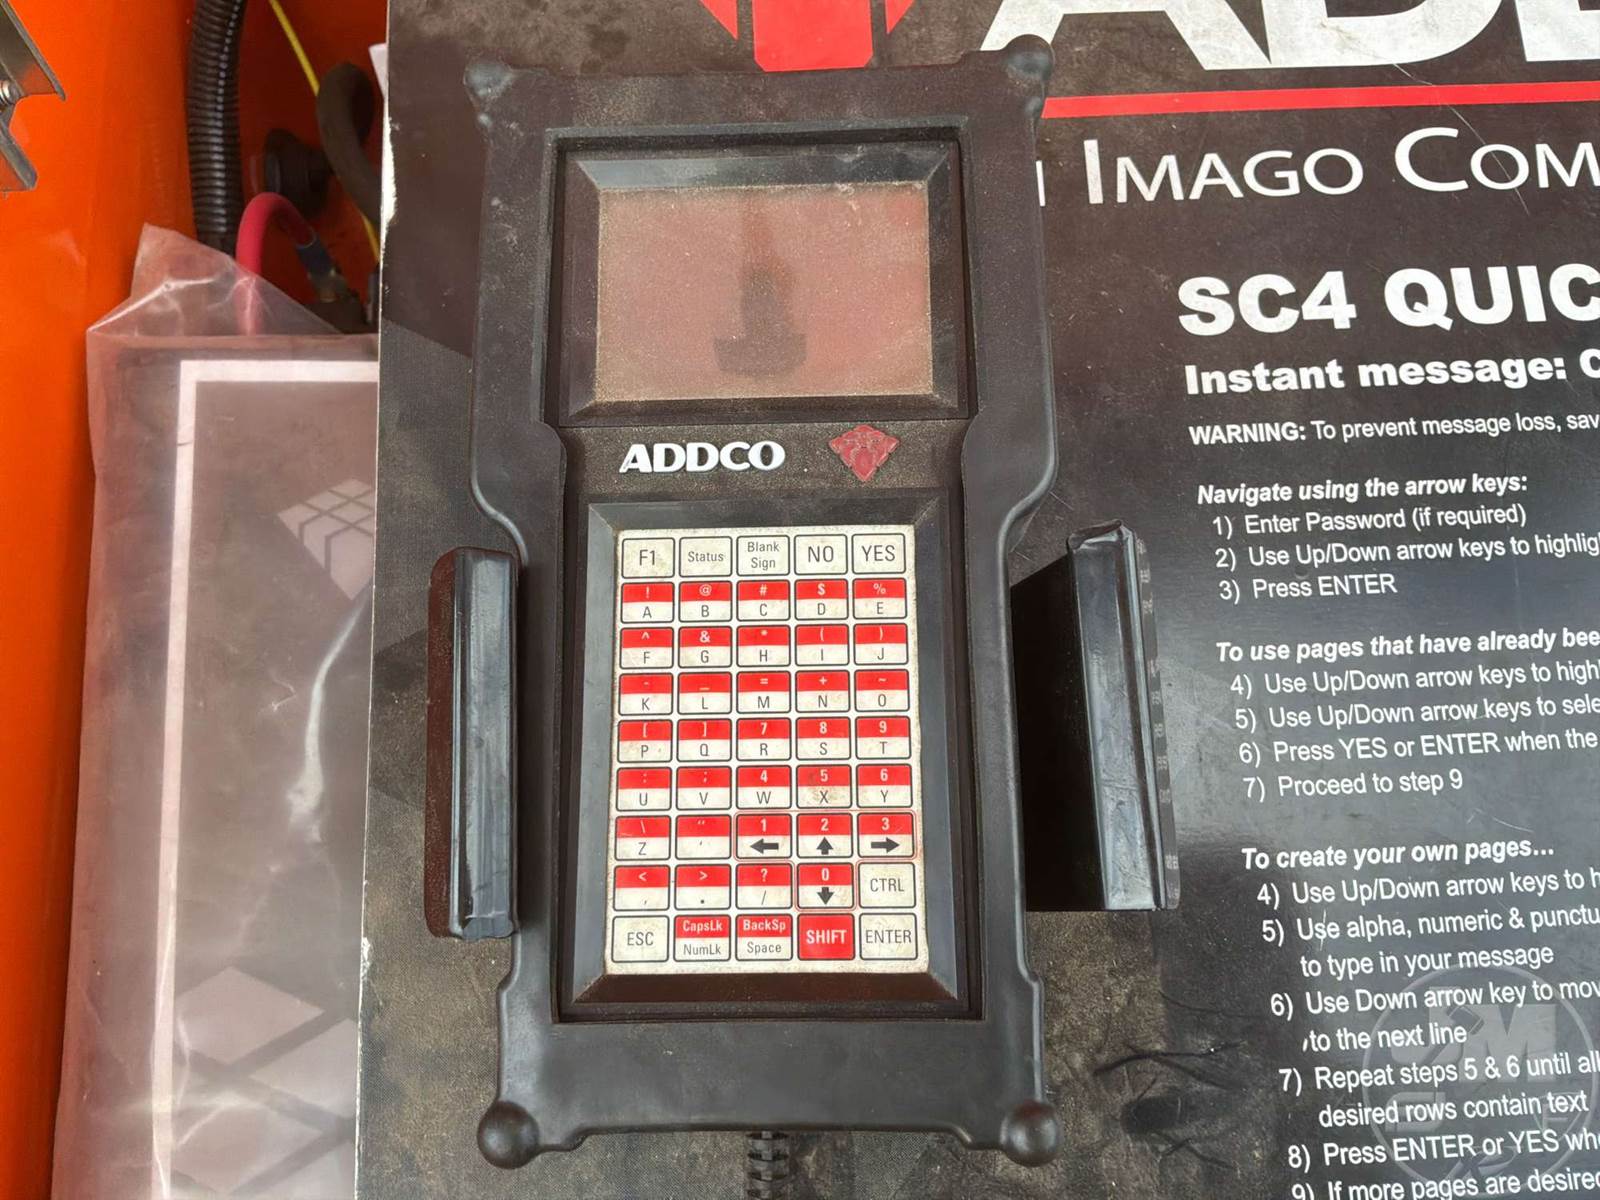 IMAGO COM
SC4 QUIC
Instant message: C
WARNING: To prevent message loss, sav
Navigate using the arrow keys:
1) Enter Password (if required)
2) Use Up/Down arrow keys to highlig
3) Press ENTER
To use pages that have already bee
4) Use Up/Down arrow keys to high
5) Use Up/Down arrow keys to sele
6) Press YES or ENTER when the
7) Proceed to step 9
To create your own pages...
4) Use Up/Down arrow keys to h
5) Use alpha, numeric & punctu
to type in your message
6) Use Down arrow key to mov
to the next line
7) Repeat steps 5 & 6 until all
desired rows contain text
8) Press ENTER or YES wh
9) If more pages are desired
ADDCO
F1 Status Blank Sign NO YES
! @ # $ %
A B C D E
^ & * ( )
F G H I J
- _ = + ~
K L M N O
[ ] 7 8 9
P Q R S T
: ; 4 5 6
U V W X Y
\ " 1 2 3
Z ' ← ↑ →
< > ? 0 CTRL
, . / ↓
ESC CapsLk BackSp SHIFT ENTER
NumLk Space